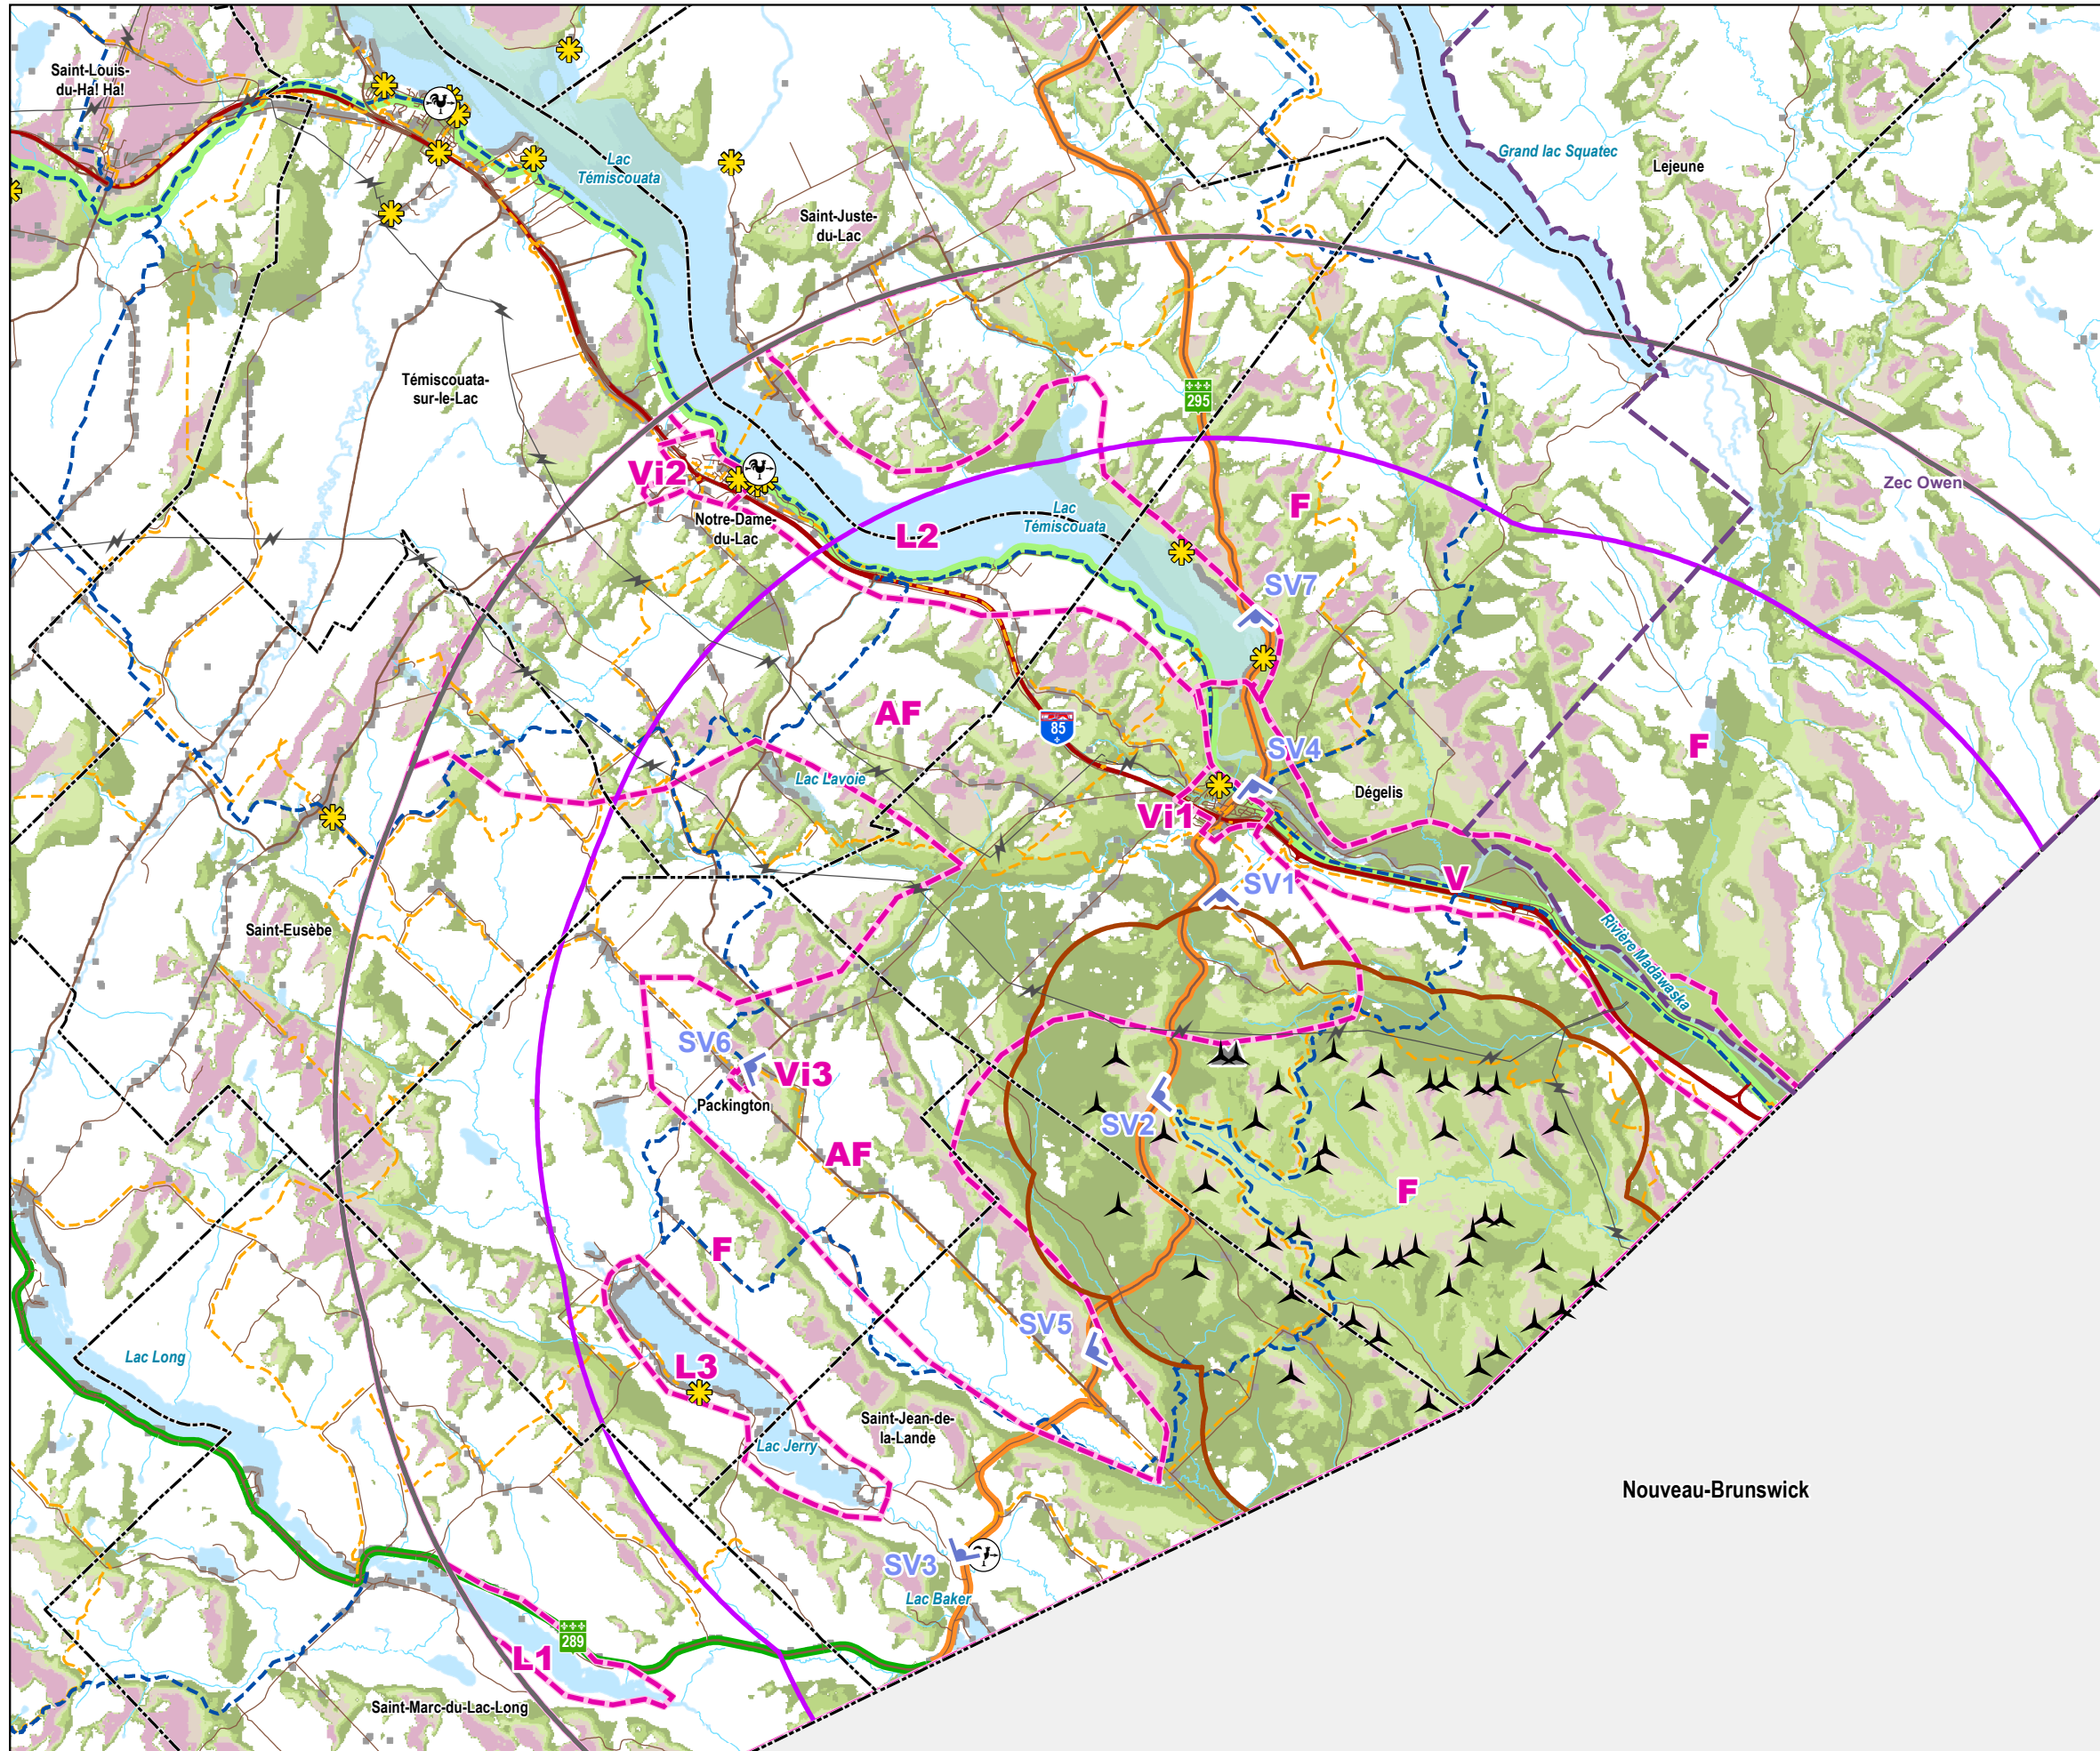 Saint-Louis-
du-Ha! Ha!
Lac
Témiscouata
Grand lac Squatec
Lejeune
Saint-Juste-
du-Lac
Témiscouata-
sur-le-Lac
295
Vi2
Zec Owen
F
Notre-Dame-
du-Lac
L2
Lac
Témiscouata
SV7
AF
85
F
SV4
Lac Lavoie
Dégelis
Vi1
V
SV1
Saint-Eusèbe
Rivière Madawaska
SV6
Vi3
Packington
SV2
AF
F
F
SV5
Lac Long
L3
Saint-Jean-de-
la-Lande
Lac Jerry
Nouveau-Brunswick
SV3
Lac Baker
289
L1
Saint-Marc-du-Lac-Long